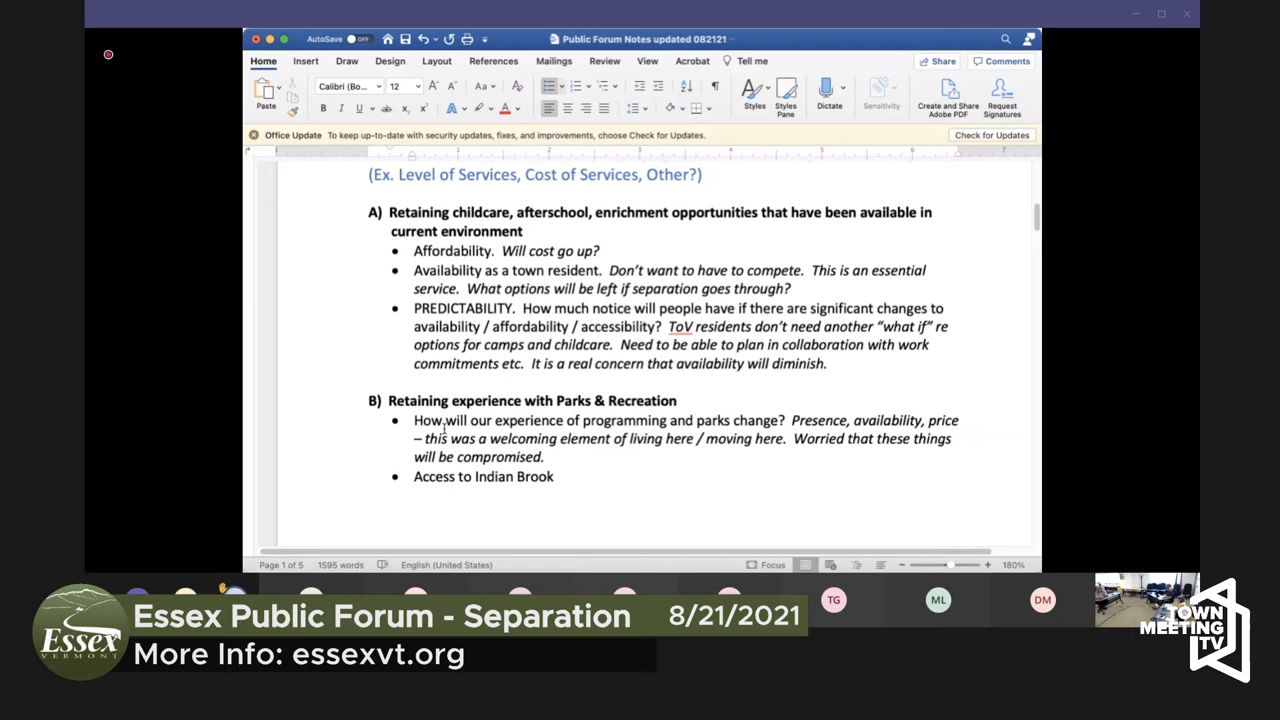 AutoSave OFF
Public Forum Notes updated 082121
Home Insert Draw Design Layout References Mailings Review View Acrobat Tell me Share Comments
Paste
Calibri (Bo... 12
Aa
Styles
Styles Pane
Dictate
Sensitivity
Create and Share Adobe PDF
Request Signatures
Office Update To keep up-to-date with security updates, fixes, and improvements, choose Check for Updates. Check for Updates
(Ex. Level of Services, Cost of Services, Other?)
A) Retaining childcare, afterschool, enrichment opportunities that have been available in
current environment
• Affordability. Will cost go up?
• Availability as a town resident. Don't want to have to compete. This is an essential
service. What options will be left if separation goes through?
• PREDICTABILITY. How much notice will people have if there are significant changes to
availability / affordability / accessibility? ToV residents don't need another "what if" re
options for camps and childcare. Need to be able to plan in collaboration with work
commitments etc. It is a real concern that availability will diminish.
B) Retaining experience with Parks & Recreation
• How will our experience of programming and parks change? Presence, availability, price
– this was a welcoming element of living here / moving here. Worried that these things
will be compromised.
• Access to Indian Brook
Page 1 of 5 1595 words English (United States) Focus 180%
TG ML DM
Essex
VERMONT
Essex Public Forum - Separation 8/21/2021
More Info: essexvt.org
TOWN
MEETING
TV